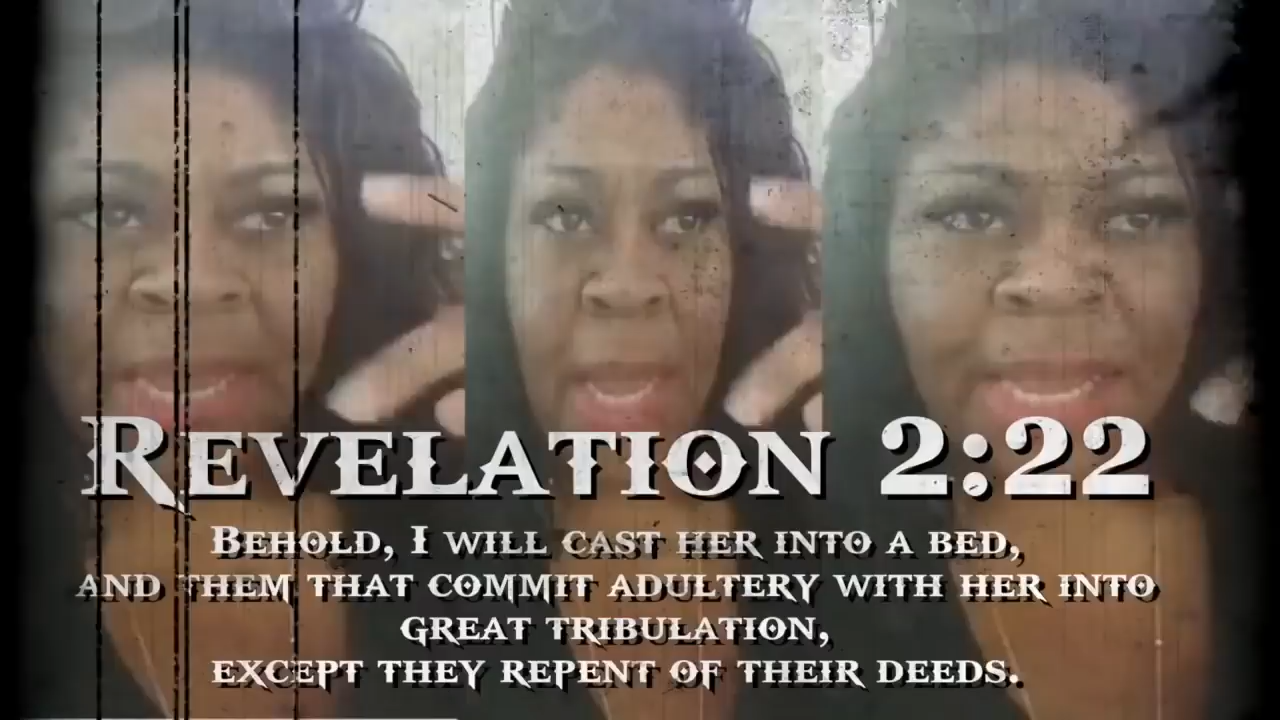 Revelation 2:22
Behold, I will cast her into a bed,
and them that commit adultery with her into
great tribulation,
except they repent of their deeds.